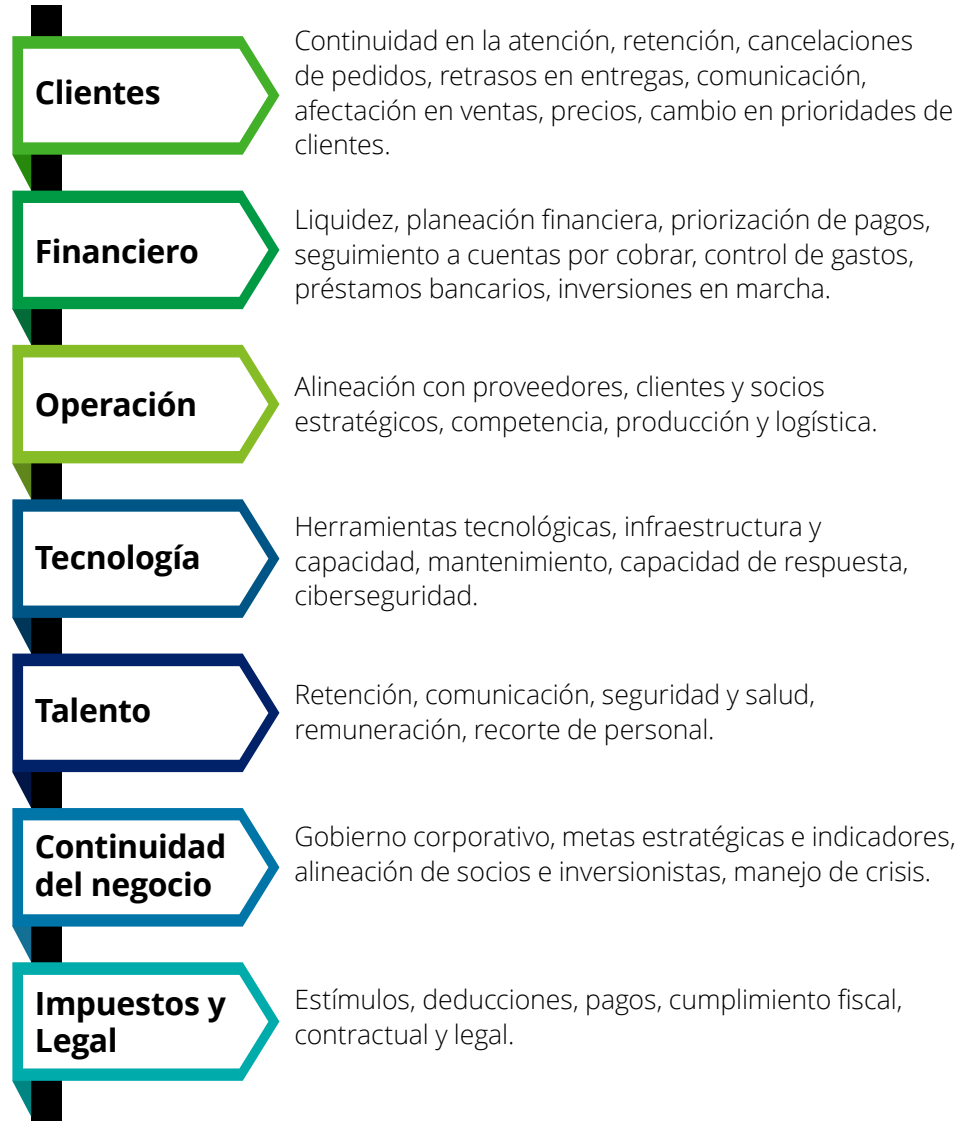 Clientes
Continuidad en la atención, retención, cancelaciones
de pedidos, retrasos en entregas, comunicación,
afectación en ventas, precios, cambio en prioridades de
clientes.
Financiero
Liquidez, planeación financiera, priorización de pagos,
seguimiento a cuentas por cobrar, control de gastos,
préstamos bancarios, inversiones en marcha.
Operación
Alineación con proveedores, clientes y socios
estratégicos, competencia, producción y logística.
Tecnología
Herramientas tecnológicas, infraestructura y
capacidad, mantenimiento, capacidad de respuesta,
ciberseguridad.
Talento
Retención, comunicación, seguridad y salud,
remuneración, recorte de personal.
Continuidad
del negocio
Gobierno corporativo, metas estratégicas e indicadores,
alineación de socios e inversionistas, manejo de crisis.
Impuestos y
Legal
Estímulos, deducciones, pagos, cumplimiento fiscal,
contractual y legal.